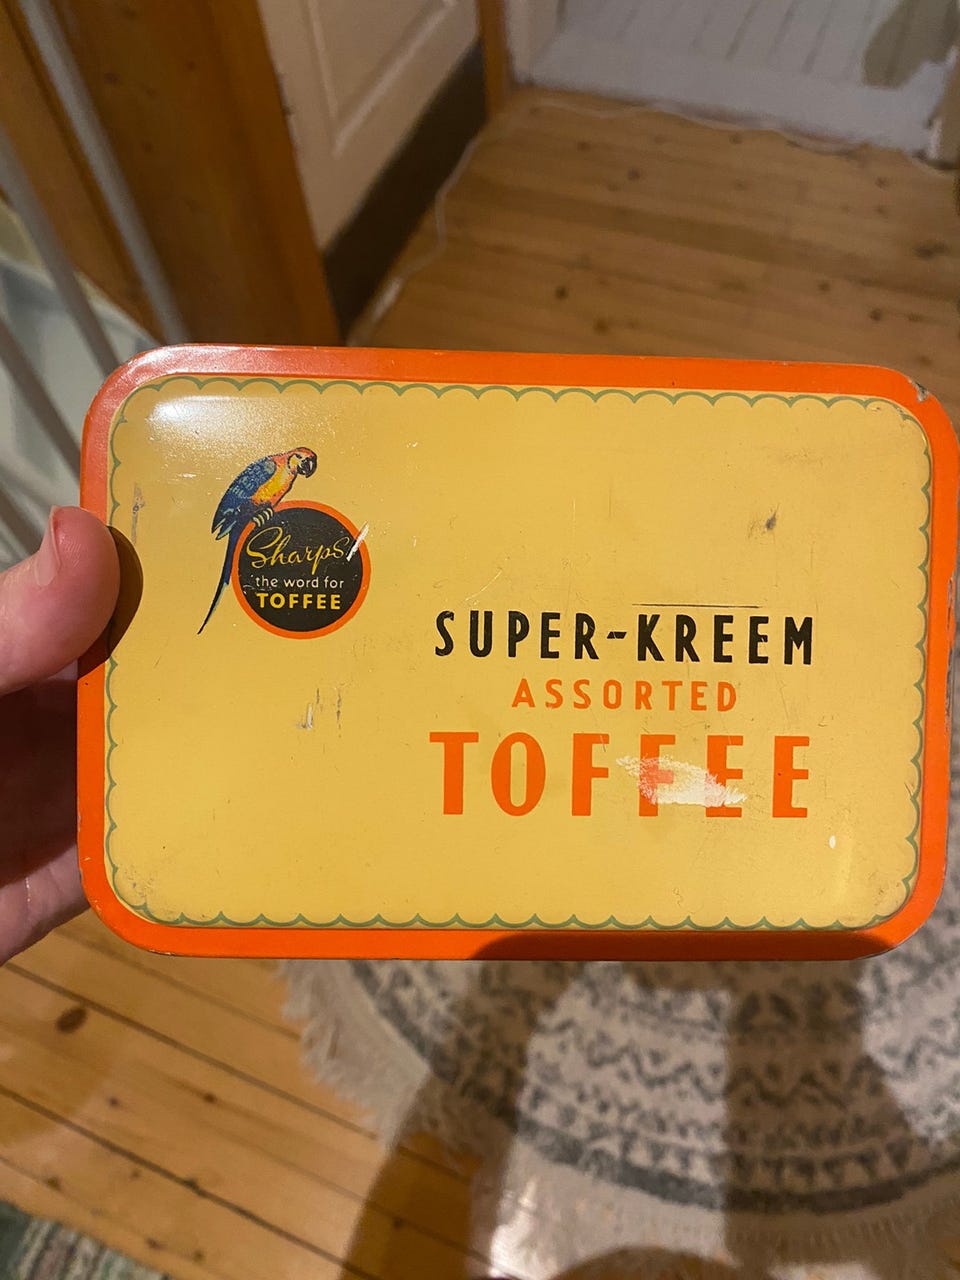 Sharps
the word for
TOFFEE
SUPER-KREEM
ASSORTED
TOFFEE